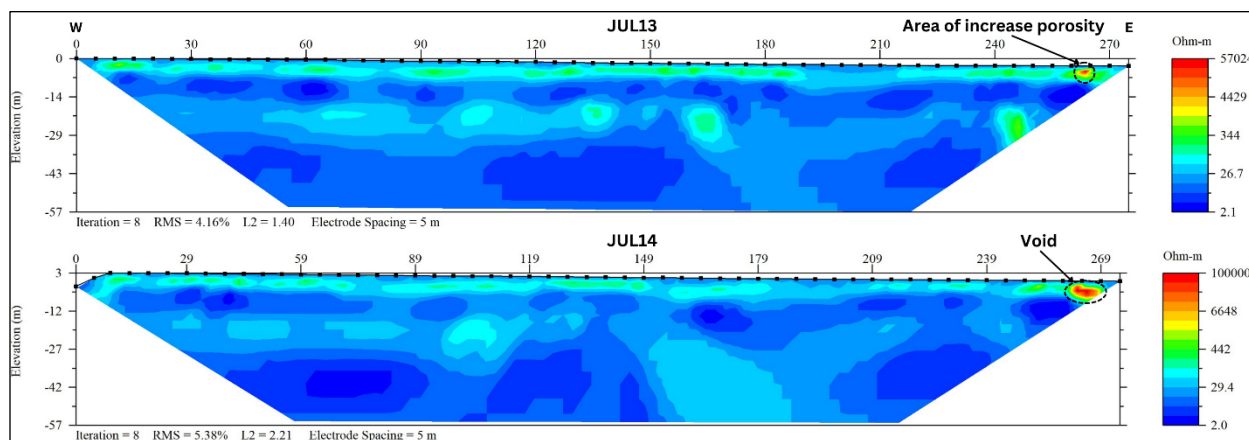 W JUL13 Area of increase porosity E
0 30 60 90 120 150 180 210 240 270
Ohm-m
57024
4429
344
26.7
2.1
Elevation (m)
0
-14
-29
-43
-57
Iteration = 8 RMS = 4.16% L2 = 1.40 Electrode Spacing = 5 m
JUL14 Void
0 29 59 89 119 149 179 209 239 269
Ohm-m
100000
6648
442
29.4
2.0
Elevation (m)
3
-12
-27
-42
-57
Iteration = 8 RMS = 5.38% L2 = 2.21 Electrode Spacing = 5 m